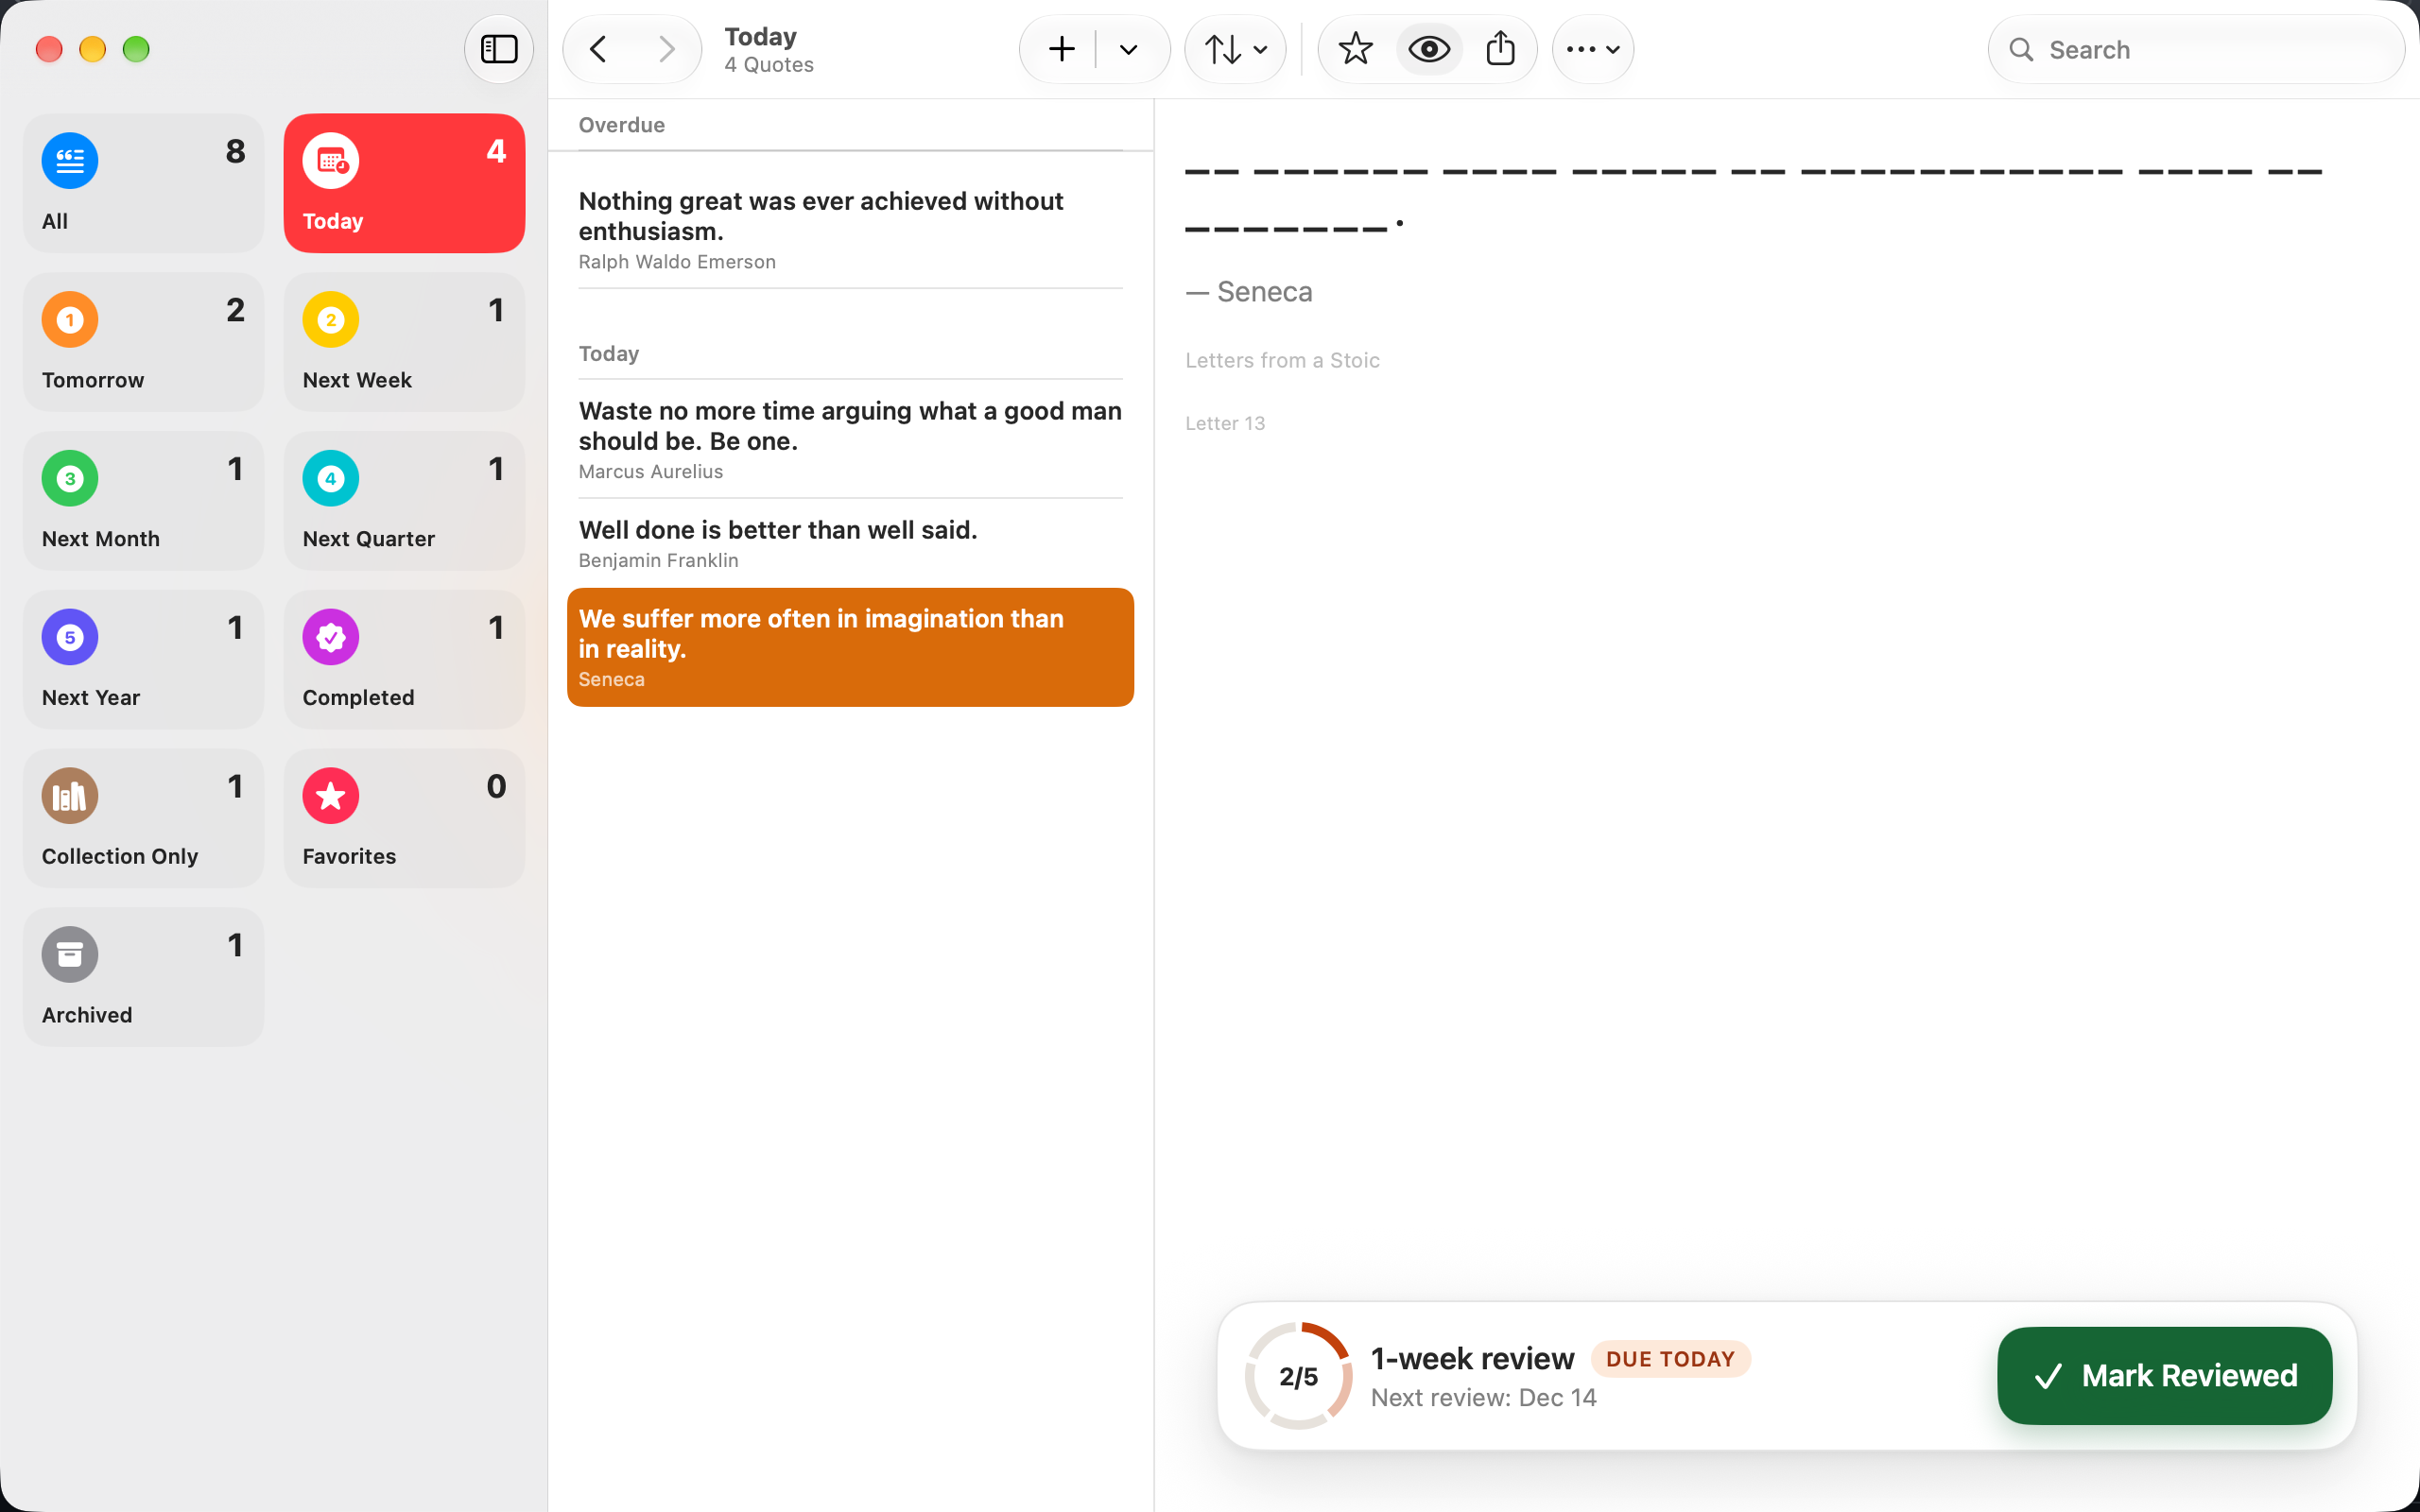 Today
4 Quotes
Search
8
All
4
Today
1
2
Tomorrow
2
1
Next Week
3
1
Next Month
4
1
Next Quarter
5
1
Next Year
1
Completed
1
Collection Only
0
Favorites
1
Archived
Overdue
Nothing great was ever achieved without
enthusiasm.
Ralph Waldo Emerson
Today
Waste no more time arguing what a good man
should be. Be one.
Marcus Aurelius
Well done is better than well said.
Benjamin Franklin
We suffer more often in imagination than
in reality.
Seneca
— Seneca
Letters from a Stoic
Letter 13
2/5
1-week review DUE TODAY
Next review: Dec 14
Mark Reviewed